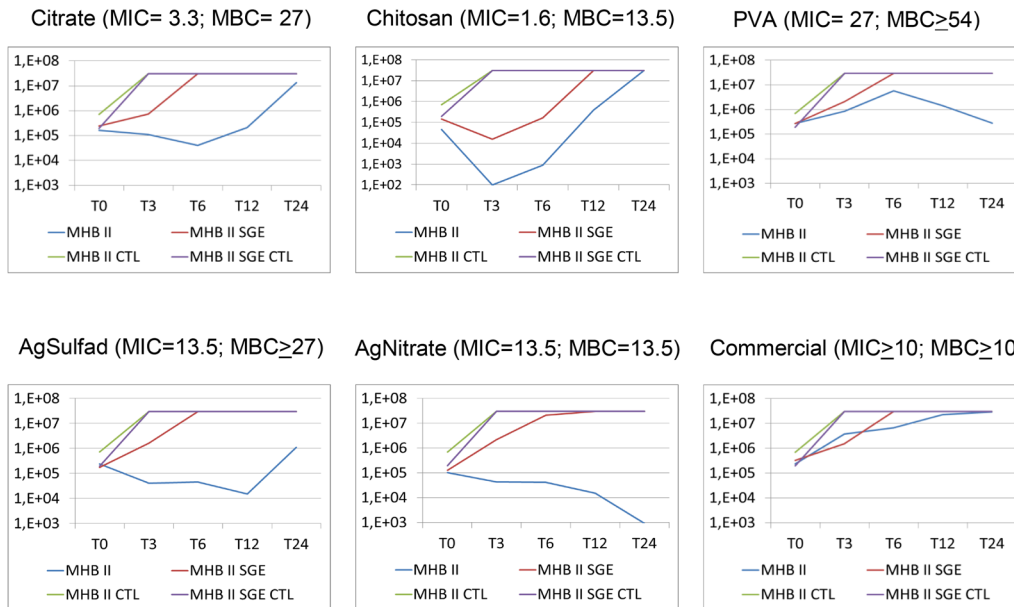 Citrate (MIC= 3.3; MBC= 27)
1,E+08
1,E+07
1,E+06
1,E+05
1,E+04
1,E+03
T0 T3 T6 T12 T24
MHB II MHB II SGE
MHB II CTL MHB II SGE CTL
Chitosan (MIC=1.6; MBC=13.5)
1,E+08
1,E+07
1,E+06
1,E+05
1,E+04
1,E+03
1,E+02
T0 T3 T6 T12 T24
MHB II MHB II SGE
MHB II CTL MHB II SGE CTL
PVA (MIC= 27; MBC≥54)
1,E+08
1,E+07
1,E+06
1,E+05
1,E+04
1,E+03
T0 T3 T6 T12 T24
MHB II MHB II SGE
MHB II CTL MHB II SGE CTL
AgSulfad (MIC=13.5; MBC≥27)
1,E+08
1,E+07
1,E+06
1,E+05
1,E+04
1,E+03
T0 T3 T6 T12 T24
MHB II MHB II SGE
MHB II CTL MHB II SGE CTL
AgNitrate (MIC=13.5; MBC=13.5)
1,E+08
1,E+07
1,E+06
1,E+05
1,E+04
1,E+03
T0 T3 T6 T12 T24
MHB II MHB II SGE
MHB II CTL MHB II SGE CTL
Commercial (MIC≥10; MBC≥10
1,E+08
1,E+07
1,E+06
1,E+05
1,E+04
1,E+03
T0 T3 T6 T12 T24
MHB II MHB II SGE
MHB II CTL MHB II SGE CTL